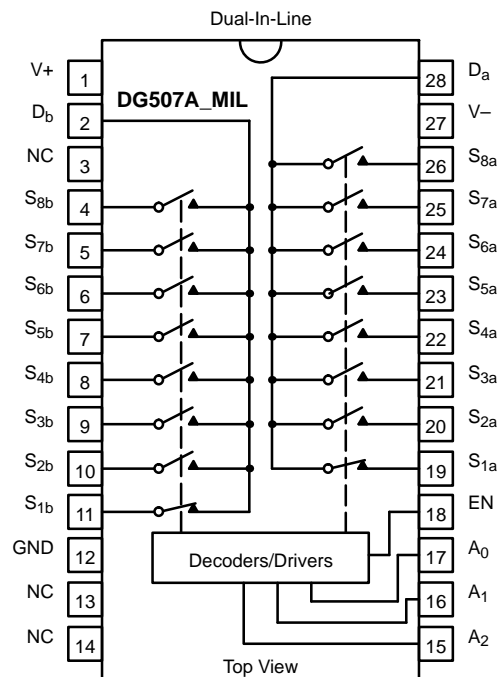 Dual-In-Line
V+ 1 DG507A_MIL 28 Da
Db 2 27 V–
NC 3 26 S8a
S8b 4 25 S7a
S7b 5 24 S6a
S6b 6 23 S5a
S5b 7 22 S4a
S4b 8 21 S3a
S3b 9 20 S2a
S2b 10 19 S1a
S1b 11 18 EN
GND 12 Decoders/Drivers 17 A0
NC 13 16 A1
NC 14 15 A2
Top View